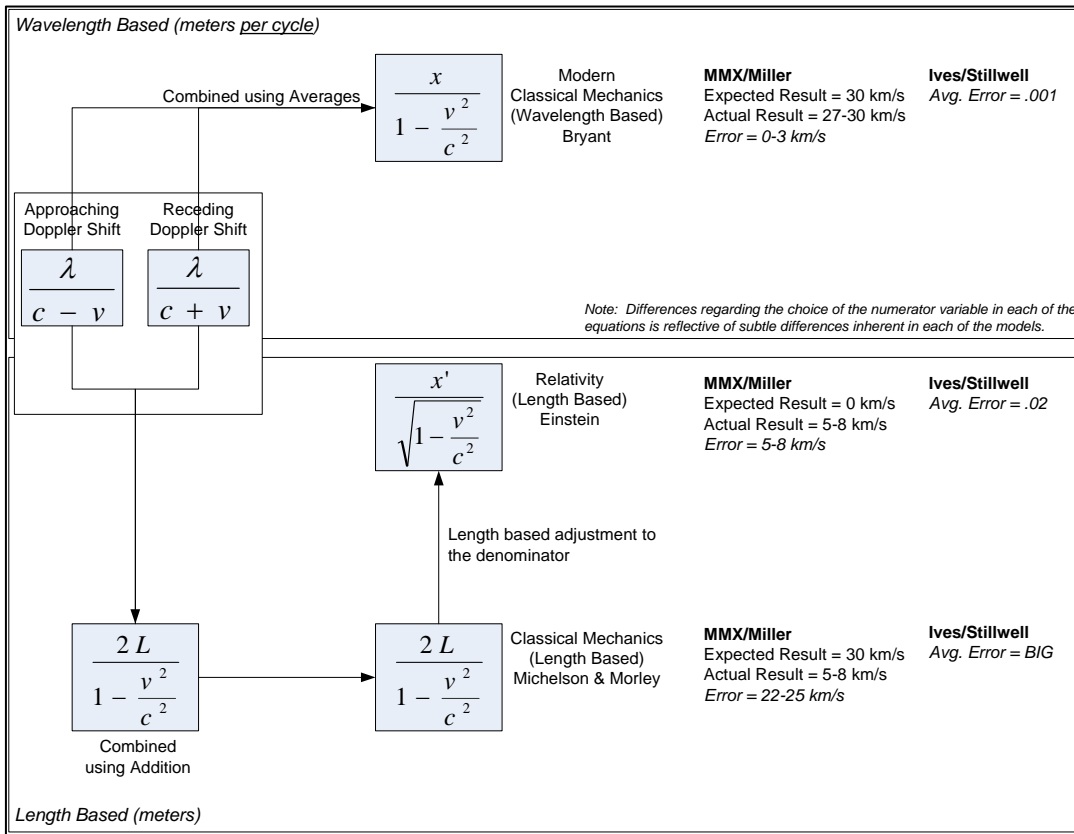 Wavelength Based (meters per cycle)
Combined using Averages
x
1 − v²
c²
Modern
Classical Mechanics
(Wavelength Based)
Bryant
MMX/Miller
Expected Result = 30 km/s
Actual Result = 27-30 km/s
Error = 0-3 km/s
Ives/Stillwell
Avg. Error = .001
Approaching
Doppler Shift
λ
c − v
Receding
Doppler Shift
λ
c + v
Note: Differences regarding the choice of the numerator variable in each of the
equations is reflective of subtle differences inherent in each of the models.
x'
√1 − v²
c²
Relativity
(Length Based)
Einstein
MMX/Miller
Expected Result = 0 km/s
Actual Result = 5-8 km/s
Error = 5-8 km/s
Ives/Stillwell
Avg. Error = .02
Length based adjustment to
the denominator
2 L
1 − v²
c²
Combined
using Addition
2 L
1 − v²
c²
Classical Mechanics
(Length Based)
Michelson & Morley
MMX/Miller
Expected Result = 30 km/s
Actual Result = 5-8 km/s
Error = 22-25 km/s
Ives/Stillwell
Avg. Error = BIG
Length Based (meters)